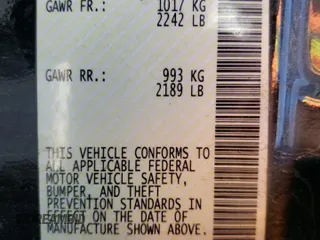 GAWR FR.: 1017 KG
2242 LB
GAWR RR.: 993 KG
2189 LB
THIS VEHICLE CONFORMS TO
ALL APPLICABLE FEDERAL
MOTOR VEHICLE SAFETY,
BUMPER, AND THEFT
PREVENTION STANDARDS IN
EFFECT ON THE DATE OF
MANUFACTURE SHOWN ABOVE.